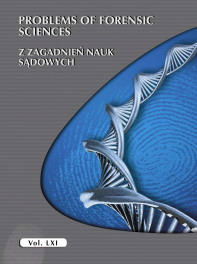 PROBLEMS OF FORENSIC
SCIENCES
Z ZAGADNIEŃ NAUK
SĄDOWYCH
Vol. LXI